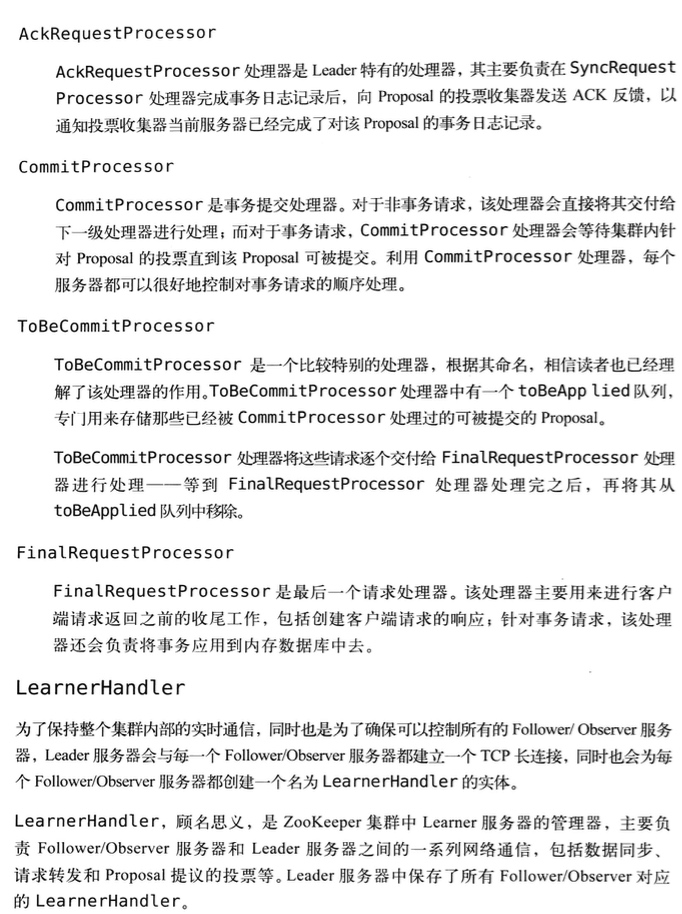 AckRequestProcessor
AckRequestProcessor 处理器是 Leader 特有的处理器，其主要负责在 SyncRequest
Processor 处理器完成事务日志记录后，向 Proposal 的投票收集器发送 ACK 反馈，以
通知投票收集器当前服务器已经完成了对该 Proposal 的事务日志记录。
CommitProcessor
CommitProcessor 是事务提交处理器。对于非事务请求，该处理器会直接将其交付给
下一级处理器进行处理；而对于事务请求，CommitProcessor 处理器会等待集群内针
对 Proposal 的投票直到该 Proposal 可被提交。利用 CommitProcessor 处理器，每个
服务器都可以很好地控制对事务请求的顺序处理。
ToBeCommitProcessor
ToBeCommitProcessor 是一个比较特别的处理器，根据其命名，相信读者也已经理
解了该处理器的作用。ToBeCommitProcessor 处理器中有一个 toBeApp lied 队列，
专门用来存储那些已经被 CommitProcessor 处理过的可被提交的 Proposal。
ToBeCommitProcessor 处理器将这些请求逐个交付给 FinalRequestProcessor 处理
器进行处理——等到 FinalRequestProcessor 处理器处理完之后，再将其从
toBeApplied 队列中移除。
FinalRequestProcessor
FinalRequestProcessor 是最后一个请求处理器。该处理器主要用来进行客户
端请求返回之前的收尾工作，包括创建客户端请求的响应；针对事务请求，该处理
器还会负责将事务应用到内存数据库中去。
LearnerHandler
为了保持整个集群内部的实时通信，同时也是为了确保可以控制所有的 Follower/ Observer 服务
器，Leader 服务器会与每一个 Follower/Observer 服务器都建立一个 TCP 长连接，同时也会为每
个 Follower/Observer 服务器都创建一个名为 LearnerHandler 的实体。
LearnerHandler，顾名思义，是 ZooKeeper 集群中 Learner 服务器的管理器，主要负
责 Follower/Observer 服务器和 Leader 服务器之间的一系列网络通信，包括数据同步、
请求转发和 Proposal 提议的投票等。Leader 服务器中保存了所有 Follower/Observer 对应
的 LearnerHandler。